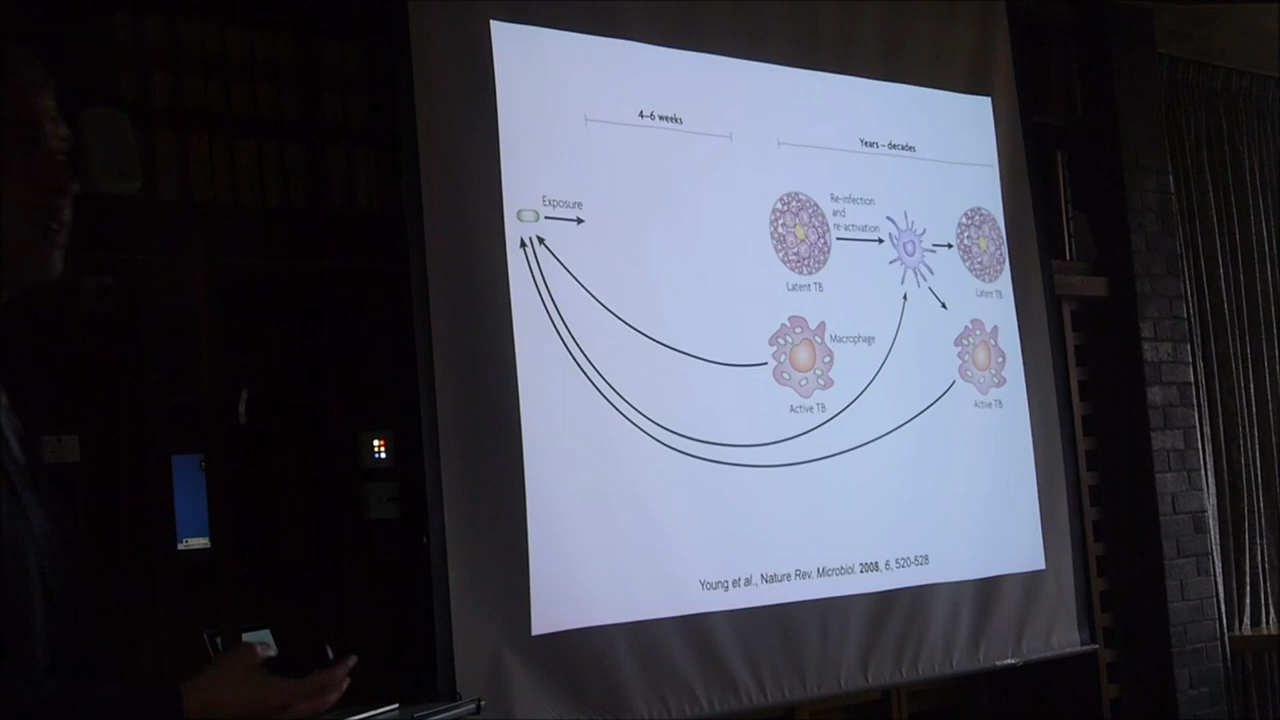 4–6 weeks
Years – decades
Exposure
Re-infection
and
re-activation
Latent TB
Latent TB
Macrophage
Active TB
Active TB
Young et al., Nature Rev. Microbiol. 2008, 6, 520-528